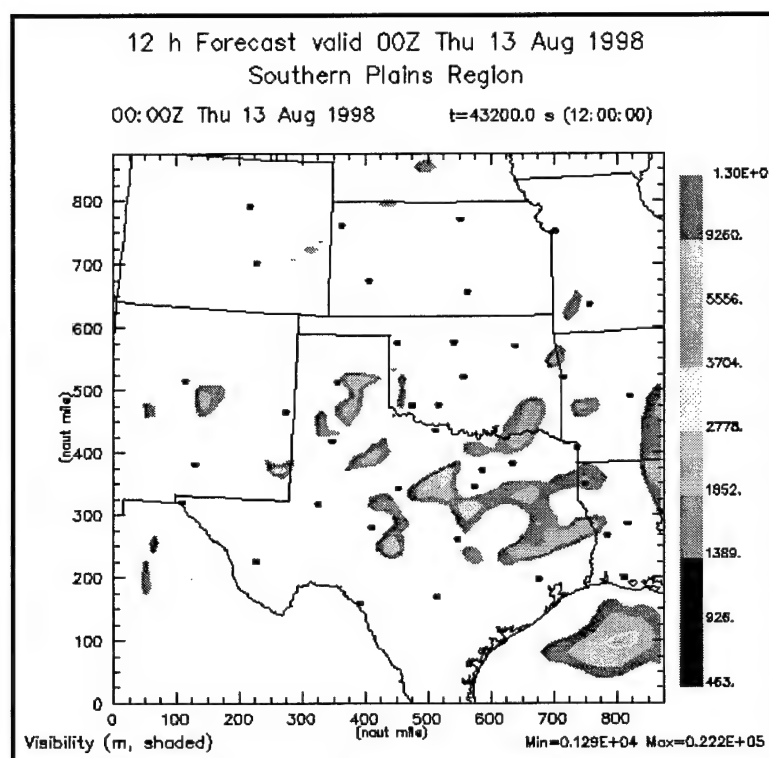 12 h Forecast valid 00Z Thu 13 Aug 1998
Southern Plains Region
00:00Z Thu 13 Aug 1998 t=43200.0 s (12:00:00)
800
700
600
500
400
300
200
100
0
(naut mile)
0 100 200 300 400 500 600 700 800
(naut mile)
1.30E+0
9260.
5556.
3704.
2778.
1952.
1389.
926.
463.
Visibility (m, shaded) Min=0.129E+04 Max=0.222E+05